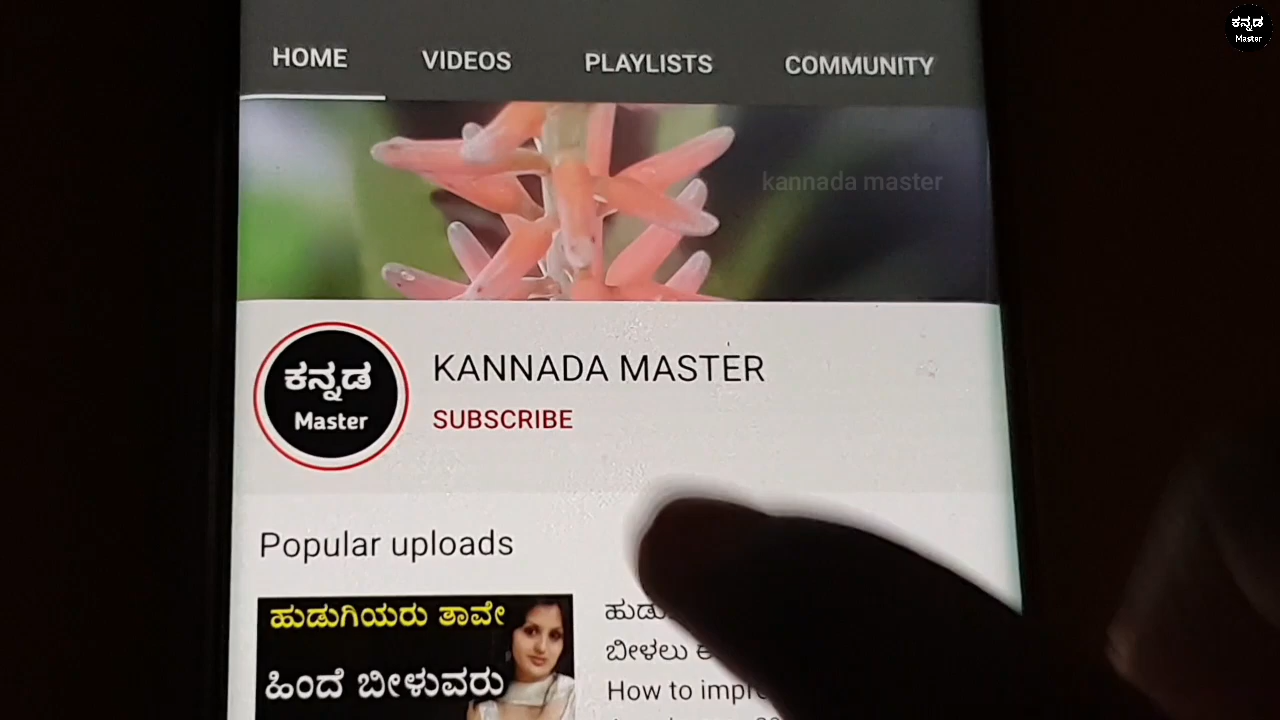 ಕನ್ನಡ
Master
HOME VIDEOS PLAYLISTS COMMUNITY
kannada master
ಕನ್ನಡ
Master
KANNADA MASTER
SUBSCRIBE
Popular uploads
ಹುಡುಗಿಯರು ತಾವೇ
ಹಿಂದೆ ಬೀಳುವರು
ಬೀಳಲು
How to